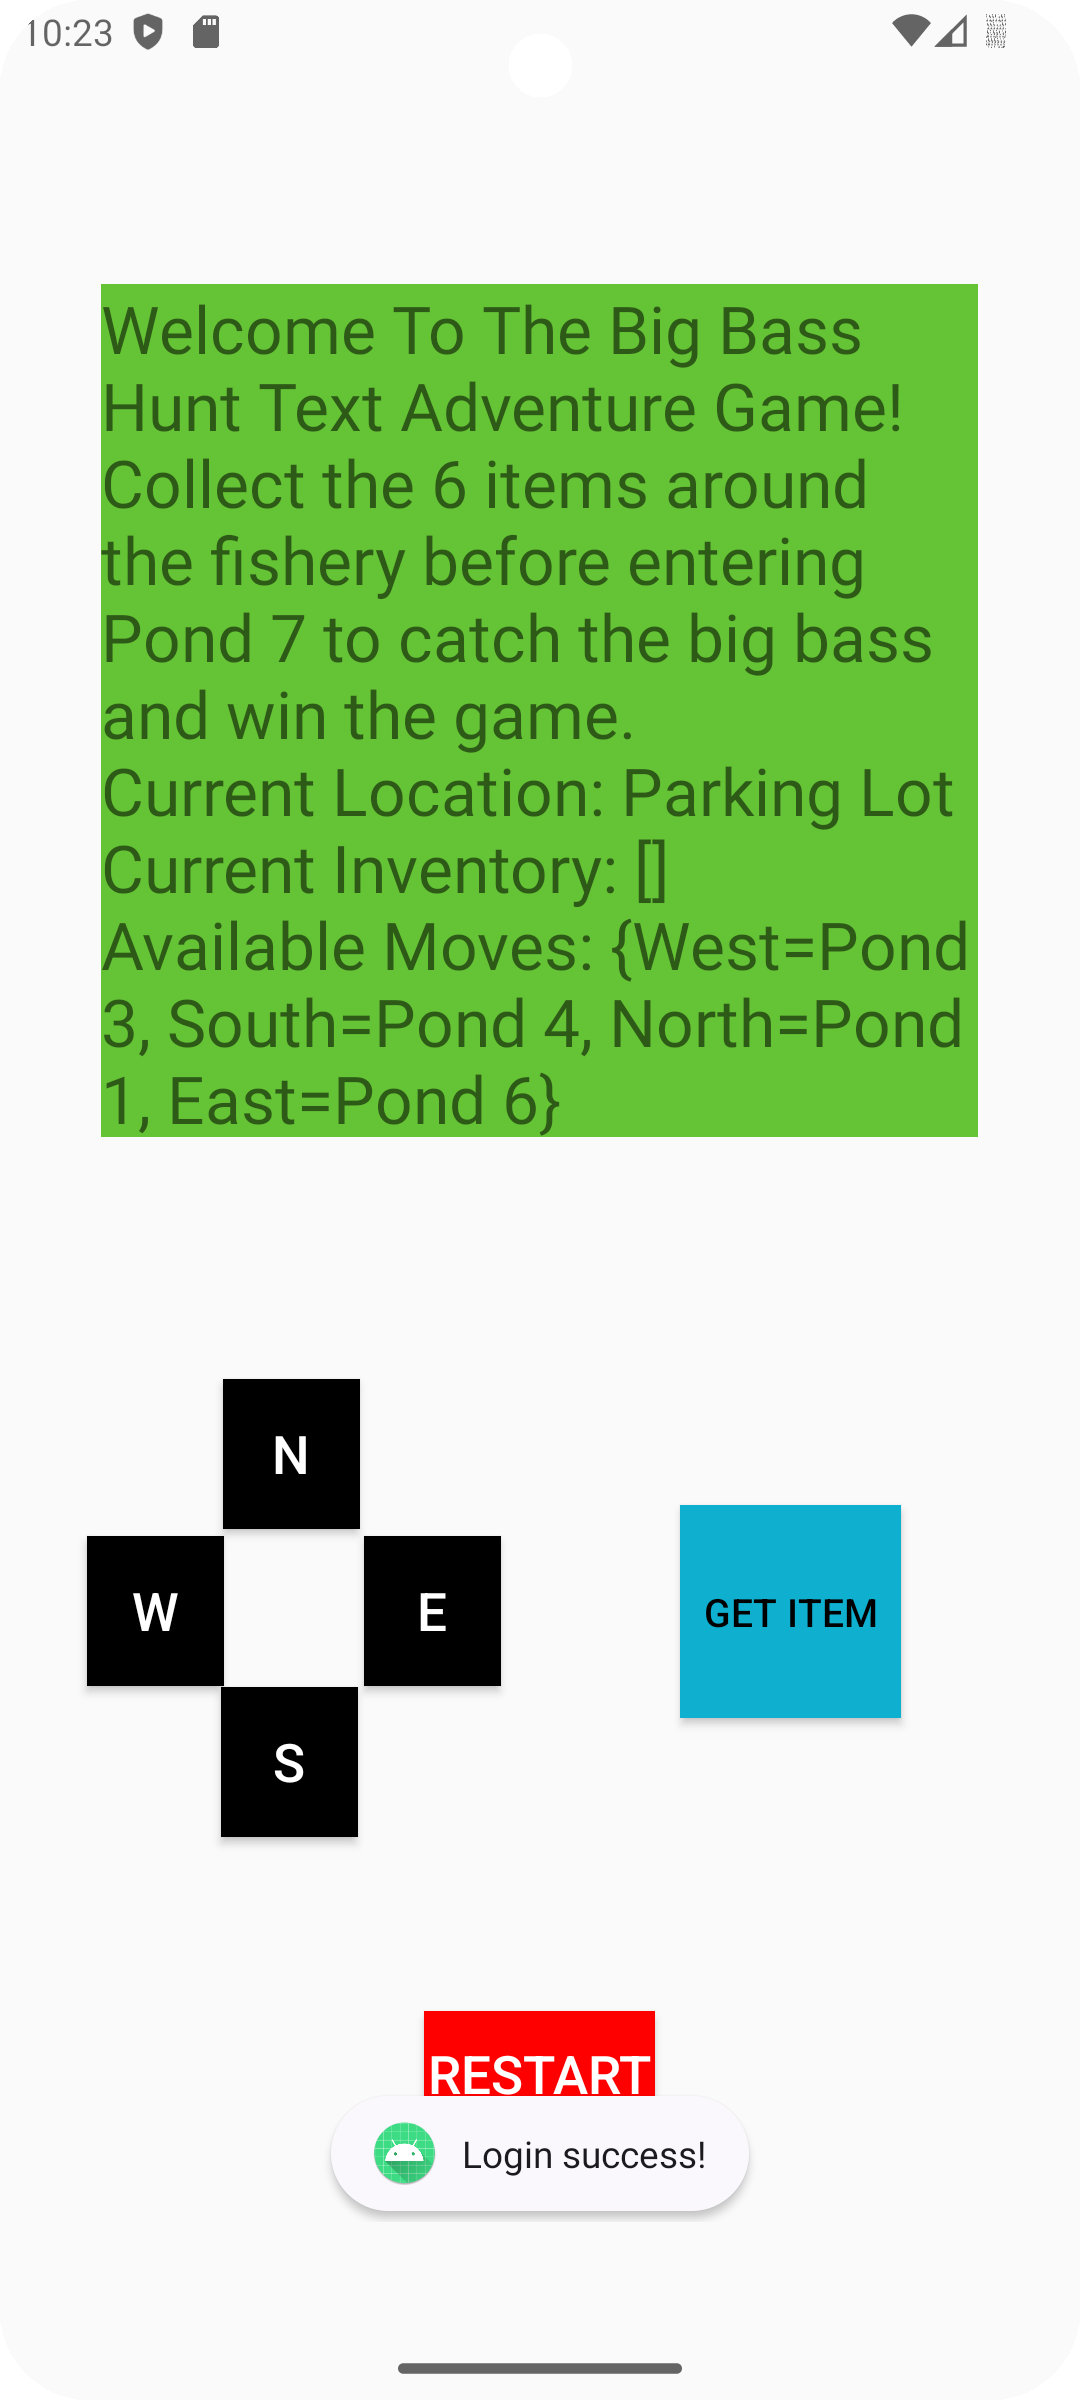 10:23
Welcome To The Big Bass
Hunt Text Adventure Game!
Collect the 6 items around
the fishery before entering
Pond 7 to catch the big bass
and win the game.
Current Location: Parking Lot
Current Inventory: []
Available Moves: {West=Pond
3, South=Pond 4, North=Pond
1, East=Pond 6}
N
W
E
GET ITEM
S
RESTART
Login success!